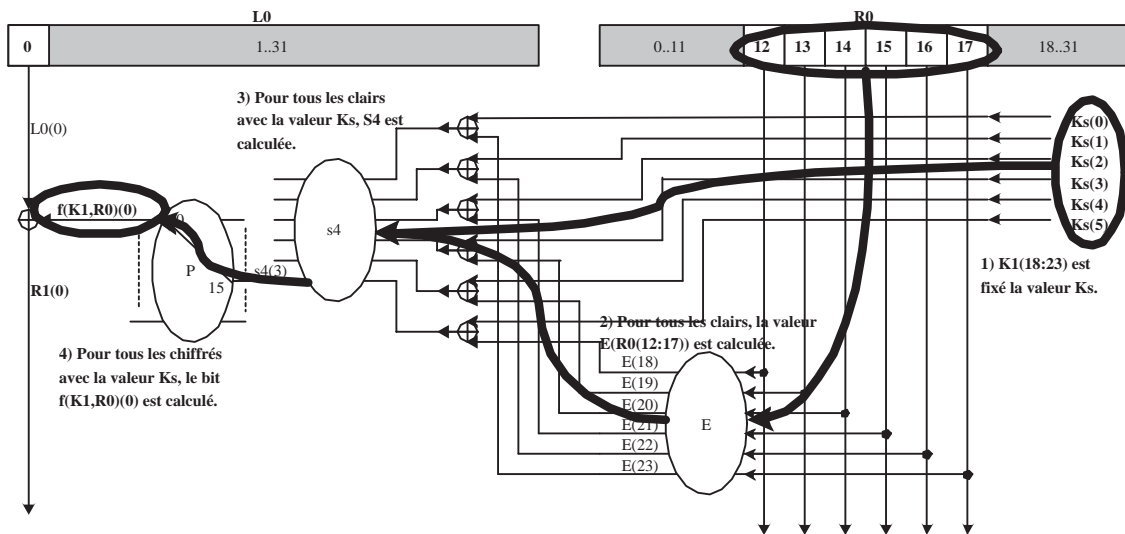 L0
R0
0
1..31
0..11
12
13
14
15
16
17
18..31
3) Pour tous les clairs
avec la valeur Ks, S4 est
calculée.
L0(0)
Ks(0)
Ks(1)
Ks(2)
Ks(3)
Ks(4)
Ks(5)
f(K1,R0)(0)
0
s4
P
s4(3)
15
R1(0)
1) K1(18:23) est
fixé la valeur Ks.
2) Pour tous les clairs, la valeur
E(R0(12:17)) est calculée.
4) Pour tous les chiffrés
avec la valeur Ks, le bit
f(K1,R0)(0) est calculé.
E(18)
E(19)
E(20)
E(21)
E(22)
E(23)
E